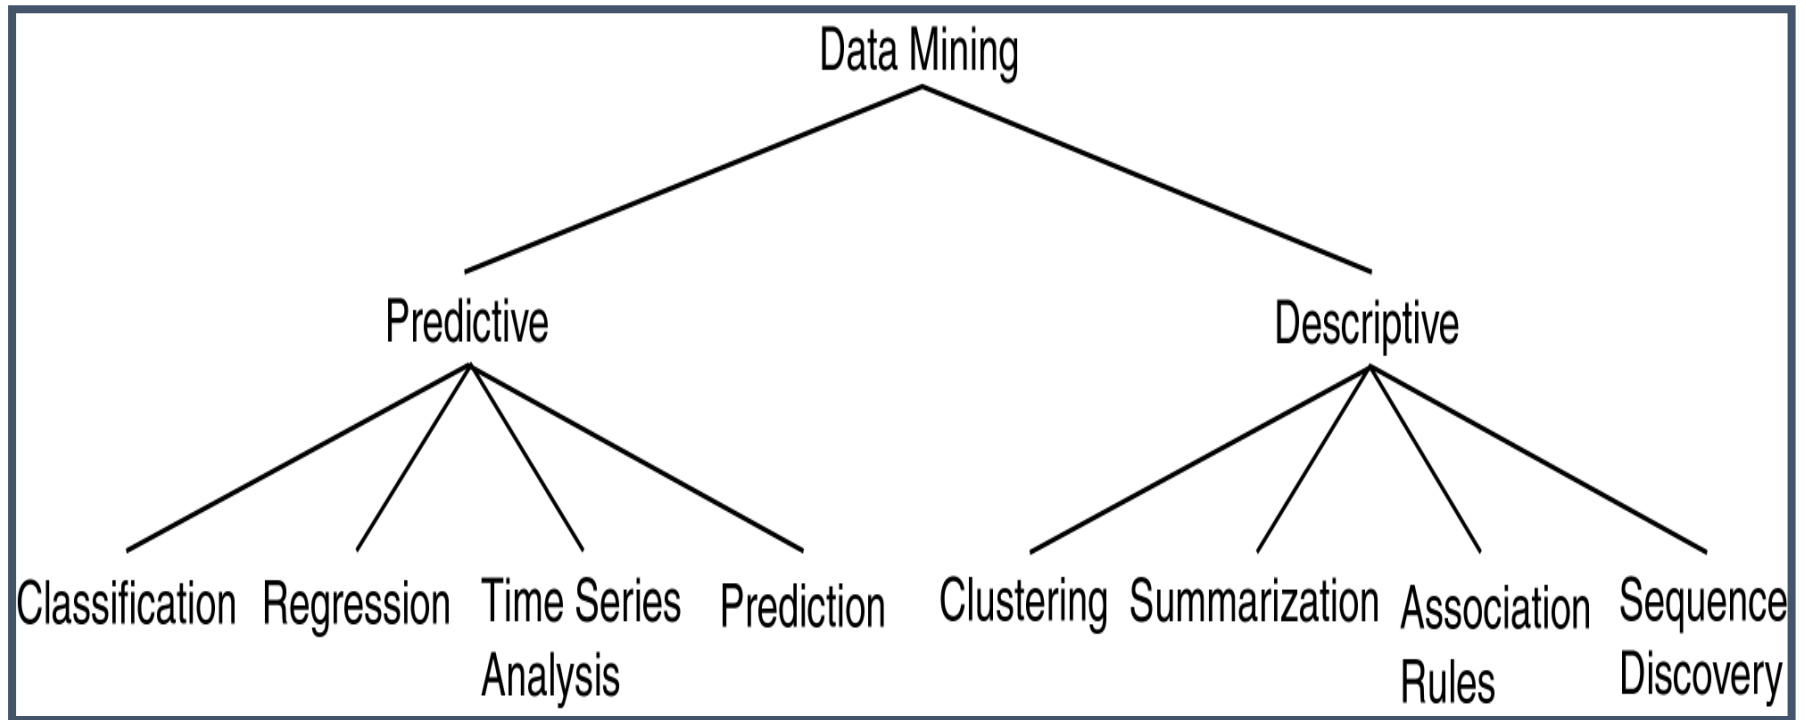 Data Mining
Predictive
Descriptive
Classification
Regression
Time Series
Analysis
Prediction
Clustering
Summarization
Association
Rules
Sequence
Discovery